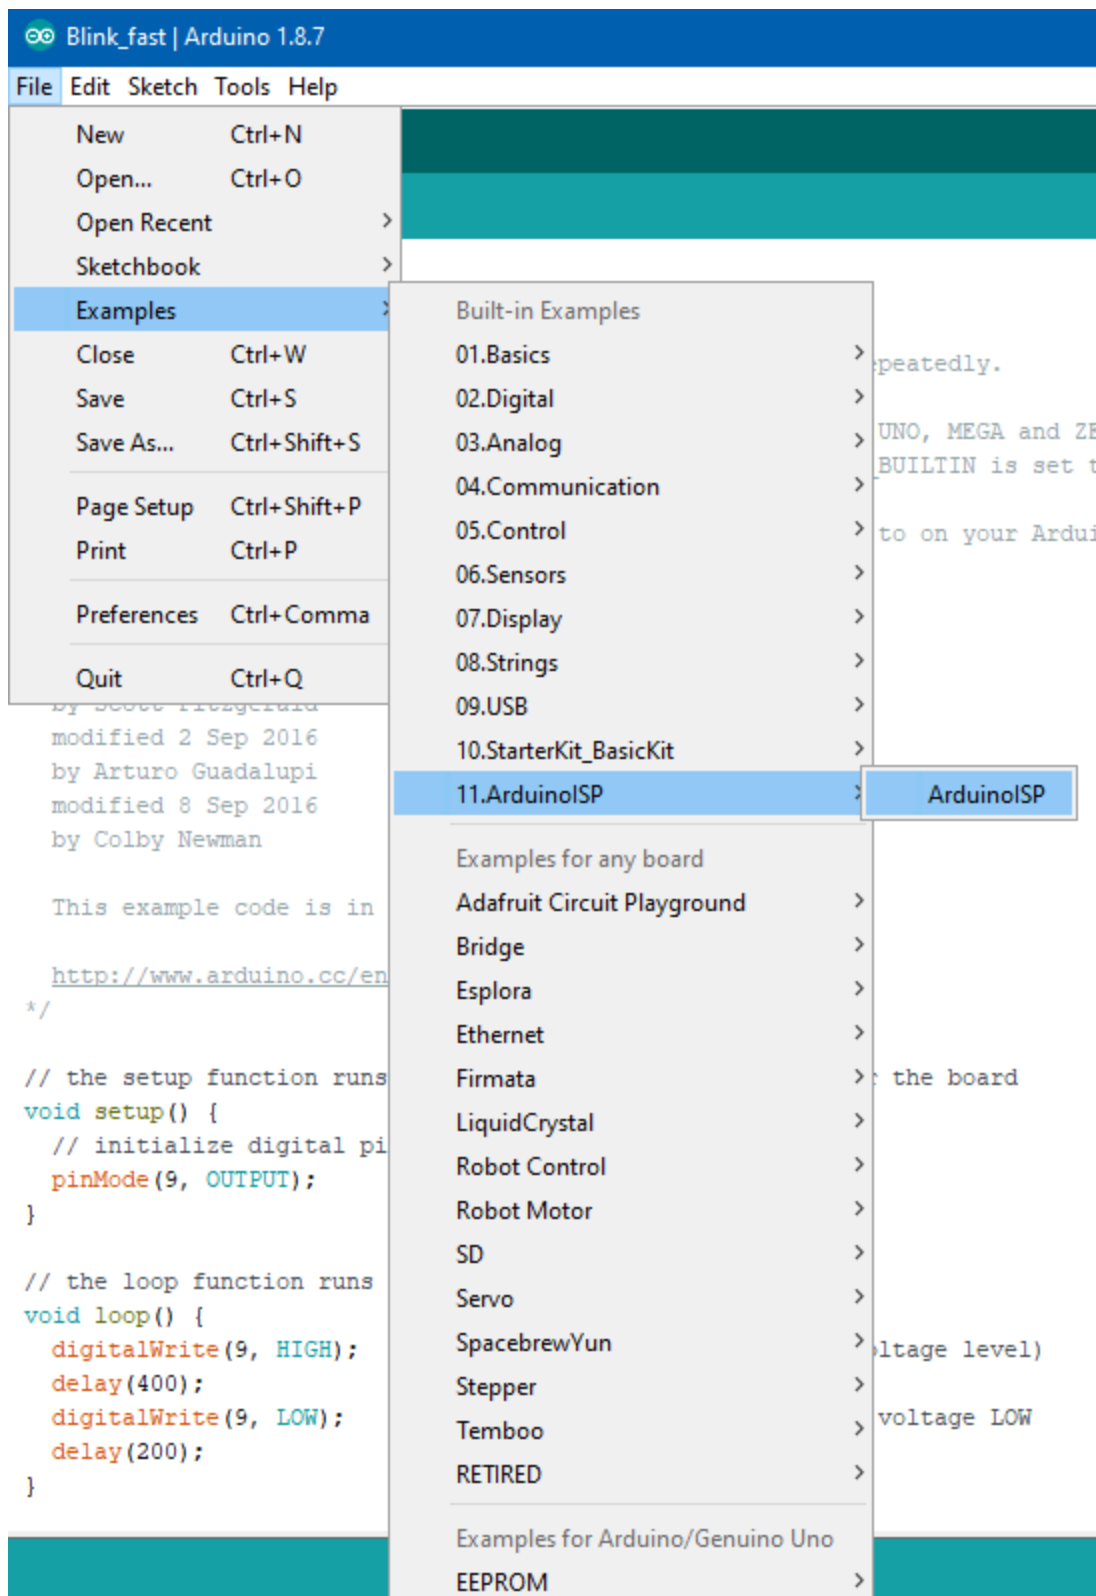 Blink_fast | Arduino 1.8.7
File Edit Sketch Tools Help
New Ctrl+N
Open... Ctrl+O
Open Recent
Sketchbook
Examples
Close Ctrl+W
Save Ctrl+S
Save As... Ctrl+Shift+S
Page Setup Ctrl+Shift+P
Print Ctrl+P
Preferences Ctrl+Comma
Quit Ctrl+Q
Built-in Examples
01.Basics
02.Digital
03.Analog
04.Communication
05.Control
06.Sensors
07.Display
08.Strings
09.USB
10.StarterKit_BasicKit
11.ArduinoISP
ArduinoISP
Examples for any board
Adafruit Circuit Playground
Bridge
Esplora
Ethernet
Firmata
LiquidCrystal
Robot Control
Robot Motor
SD
Servo
SpacebrewYun
Stepper
Temboo
RETIRED
Examples for Arduino/Genuino Uno
EEPROM
epeatedly.
UNO, MEGA and ZE
_BUILTIN is set t
to on your Ardui
by Scott Fitzgerald
modified 2 Sep 2016
by Arturo Guadalupi
modified 8 Sep 2016
by Colby Newman
This example code is in
http://www.arduino.cc/en
*/
// the setup function runs r the board
void setup() {
// initialize digital pi
pinMode(9, OUTPUT);
}
// the loop function runs
void loop() {
digitalWrite(9, HIGH); ltage level)
delay(400);
digitalWrite(9, LOW); voltage LOW
delay(200);
}